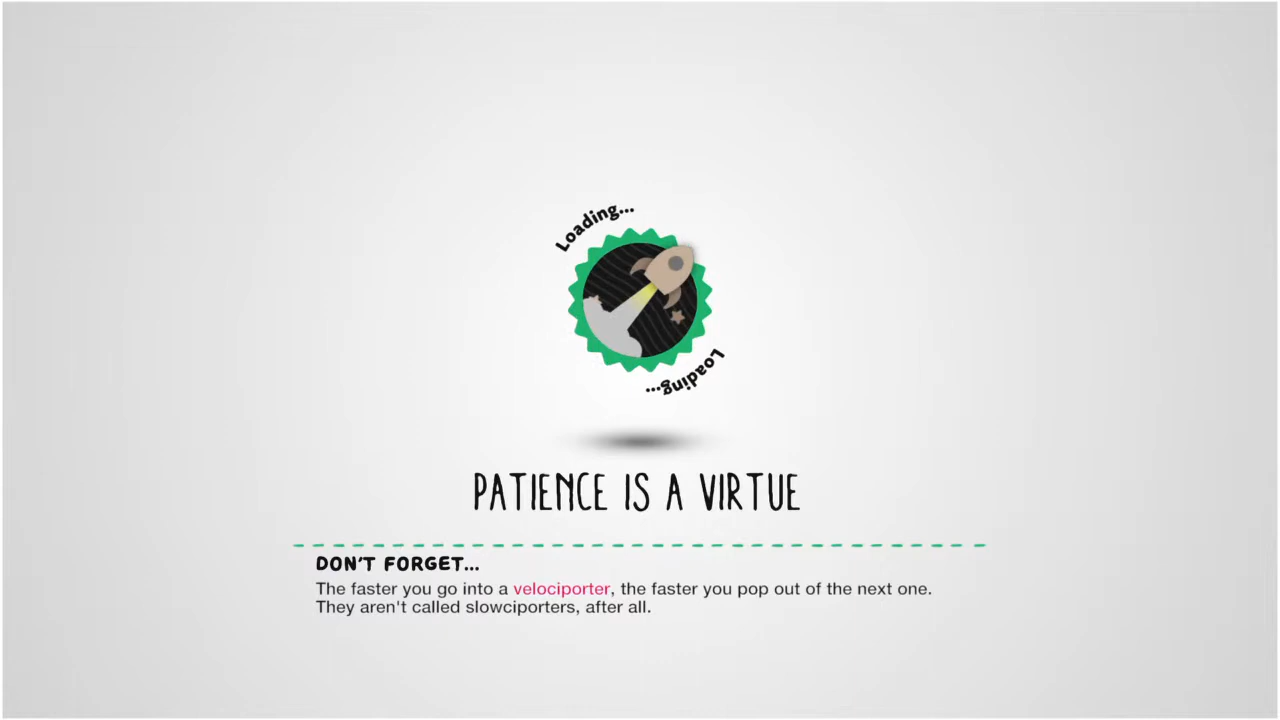 Loading...
Loading...
PATIENCE IS A VIRTUE
DON'T FORGET...
The faster you go into a velociporter, the faster you pop out of the next one.
They aren't called slowciporters, after all.